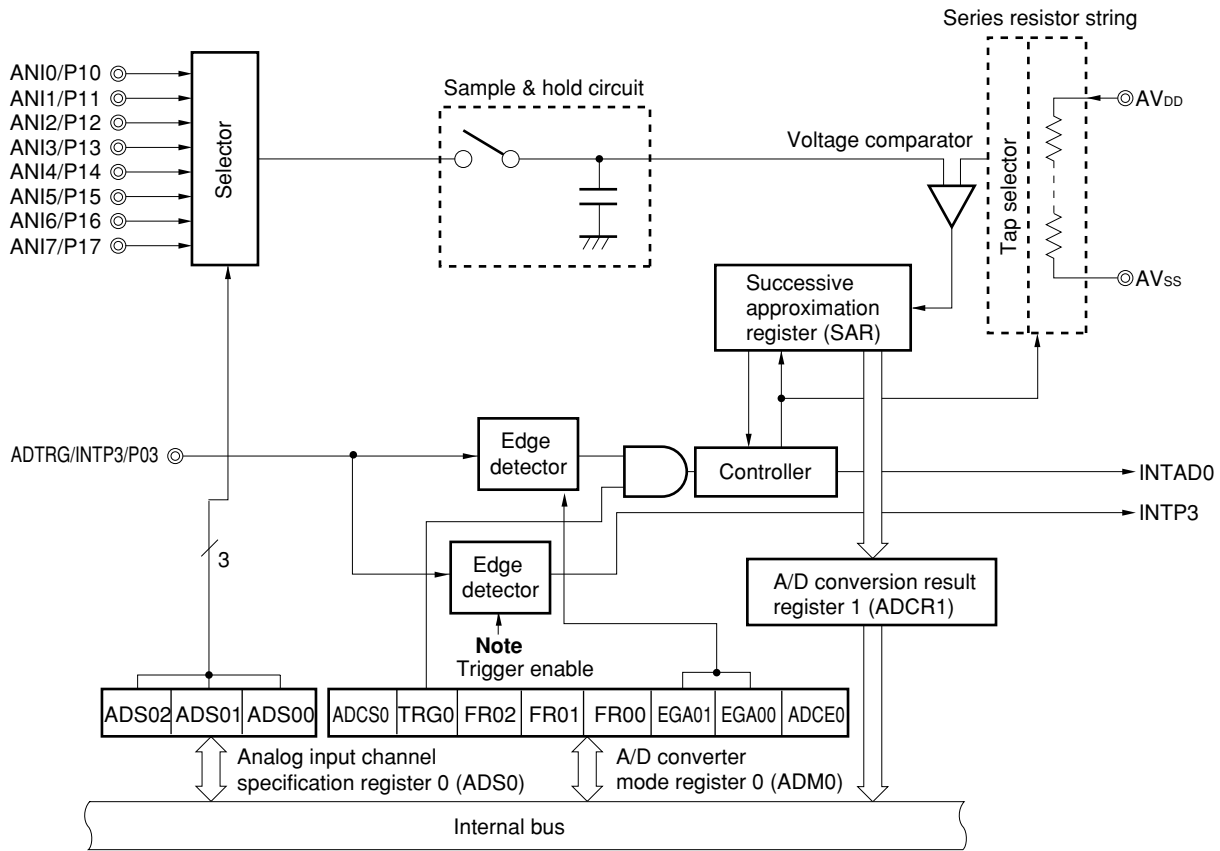 Series resistor string
ANI0/P10
ANI1/P11
ANI2/P12
ANI3/P13
ANI4/P14
ANI5/P15
ANI6/P16
ANI7/P17
Selector
Sample & hold circuit
Voltage comparator
Tap selector
AVDD
AVSS
Successive
approximation
register (SAR)
ADTRG/INTP3/P03
Edge
detector
Controller
INTAD0
INTP3
3
Edge
detector
A/D conversion result
register 1 (ADCR1)
Note
Trigger enable
ADS02 ADS01 ADS00
ADCS0 TRG0 FR02 FR01 FR00 EGA01 EGA00 ADCE0
Analog input channel
specification register 0 (ADS0)
A/D converter
mode register 0 (ADM0)
Internal bus